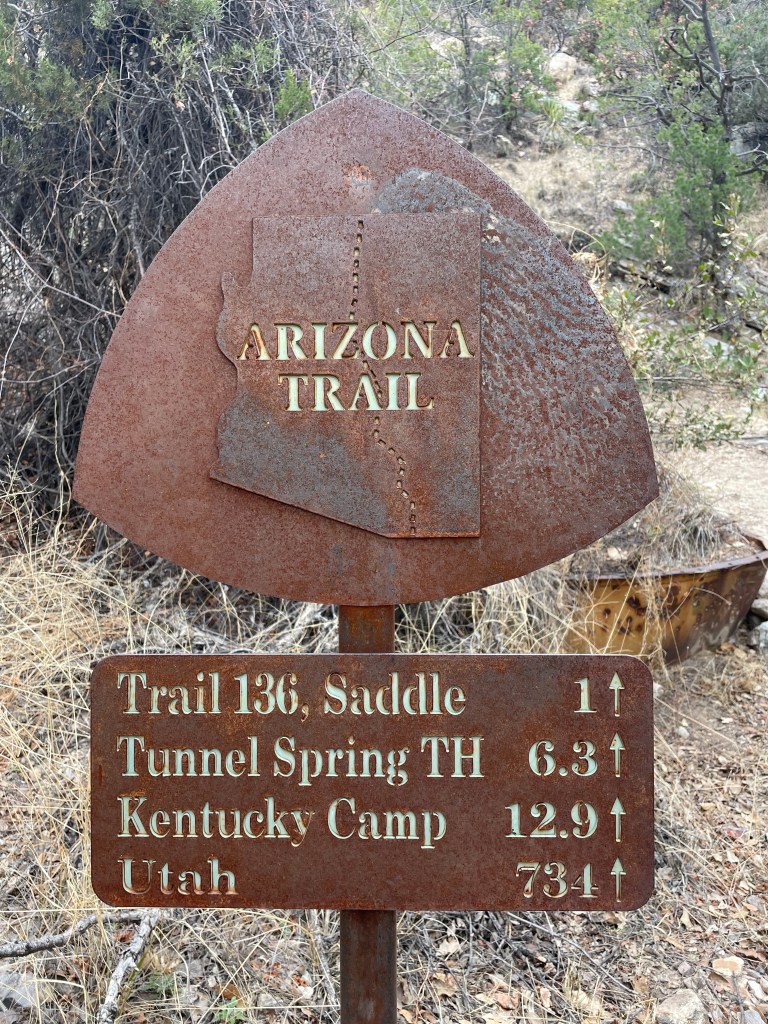 ARIZONA
TRAIL
Trail 136, Saddle 1↑
Tunnel Spring TH 6.3↑
Kentucky Camp 12.9↑
Utah 734↑